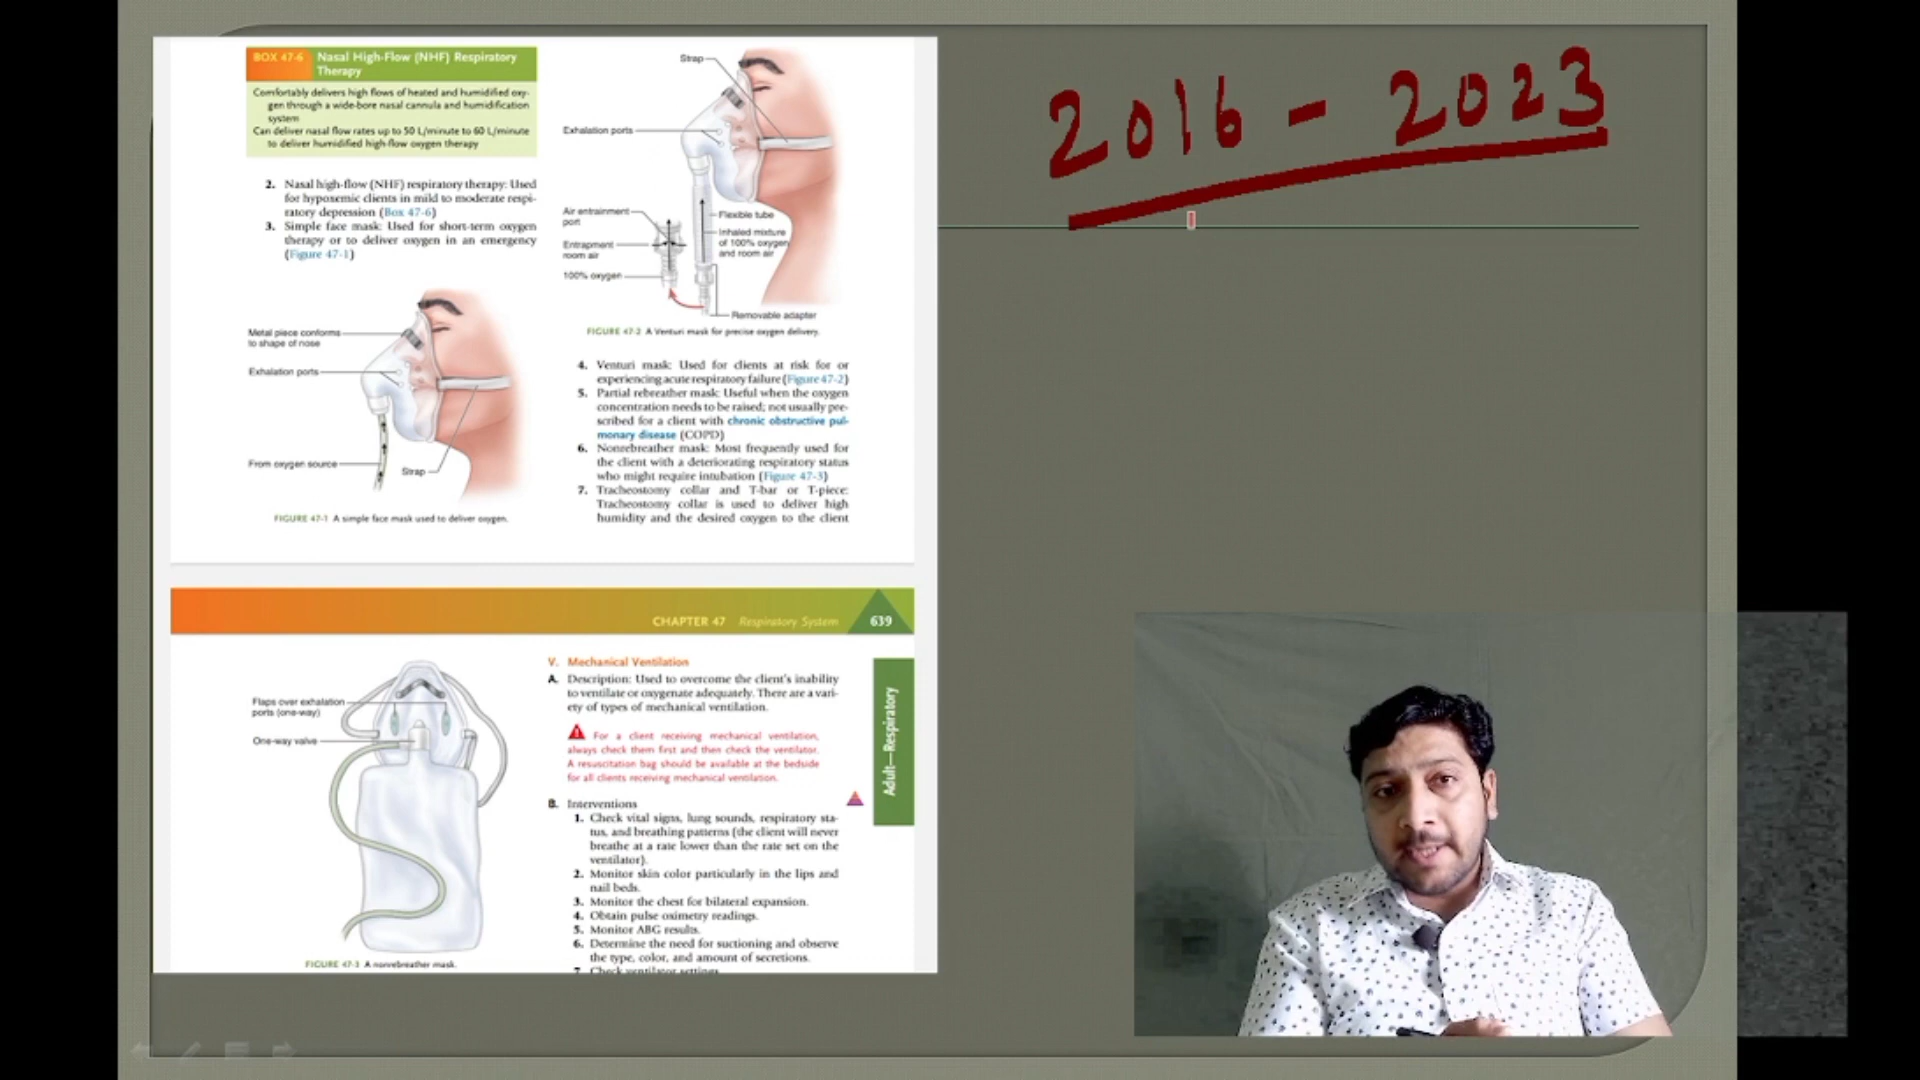 BOX 47-6 Nasal High-Flow (NHF) Respiratory
Therapy
Comfortably delivers high flows of heated and humidified oxy-
gen through a wide-bore nasal cannula and humidification
system
Can deliver nasal flow rates up to 50 L/minute to 60 L/minute
to deliver humidified high-flow oxygen therapy
2. Nasal high-flow (NHF) respiratory therapy: Used
for hypoxemic clients in mild to moderate respi-
ratory depression (Box 47-6)
3. Simple face mask: Used for short-term oxygen
therapy or to deliver oxygen in an emergency
(Figure 47-1)
Metal piece conforms
to shape of nose
Exhalation ports
From oxygen source
Strap
FIGURE 47-1 A simple face mask used to deliver oxygen.
Strap
Exhalation ports
Air entrainment
port
Entrapment
room air
100% oxygen
Flexible tube
Inhaled mixture
of 100% oxygen
and room air
Removable adapter
FIGURE 47-2 A Venturi mask for precise oxygen delivery.
4. Venturi mask: Used for clients at risk for or
experiencing acute respiratory failure (Figure 47-2)
5. Partial rebreather mask: Useful when the oxygen
concentration needs to be raised; not usually pre-
scribed for a client with chronic obstructive pul-
monary disease (COPD)
6. Nonrebreather mask: Most frequently used for
the client with a deteriorating respiratory status
who might require intubation (Figure 47-3)
7. Tracheostomy collar and T-bar or T-piece:
Tracheostomy collar is used to deliver high
humidity and the desired oxygen to the client
2016 - 2023
CHAPTER 47 Respiratory System 639
Flaps over exhalation
ports (one-way)
One-way valve
FIGURE 47-3 A nonrebreather mask.
V. Mechanical Ventilation
A. Description: Used to overcome the client's inability
to ventilate or oxygenate adequately. There are a vari-
ety of types of mechanical ventilation.
For a client receiving mechanical ventilation,
always check them first and then check the ventilator.
A resuscitation bag should be available at the bedside
for all clients receiving mechanical ventilation.
B. Interventions
1. Check vital signs, lung sounds, respiratory sta-
tus, and breathing patterns (the client will never
breathe at a rate lower than the rate set on the
ventilator).
2. Monitor skin color particularly in the lips and
nail beds.
3. Monitor the chest for bilateral expansion.
4. Obtain pulse oximetry readings.
5. Monitor ABG results.
6. Determine the need for suctioning and observe
the type, color, and amount of secretions.
7. Check ventilator settings
Adult—Respiratory